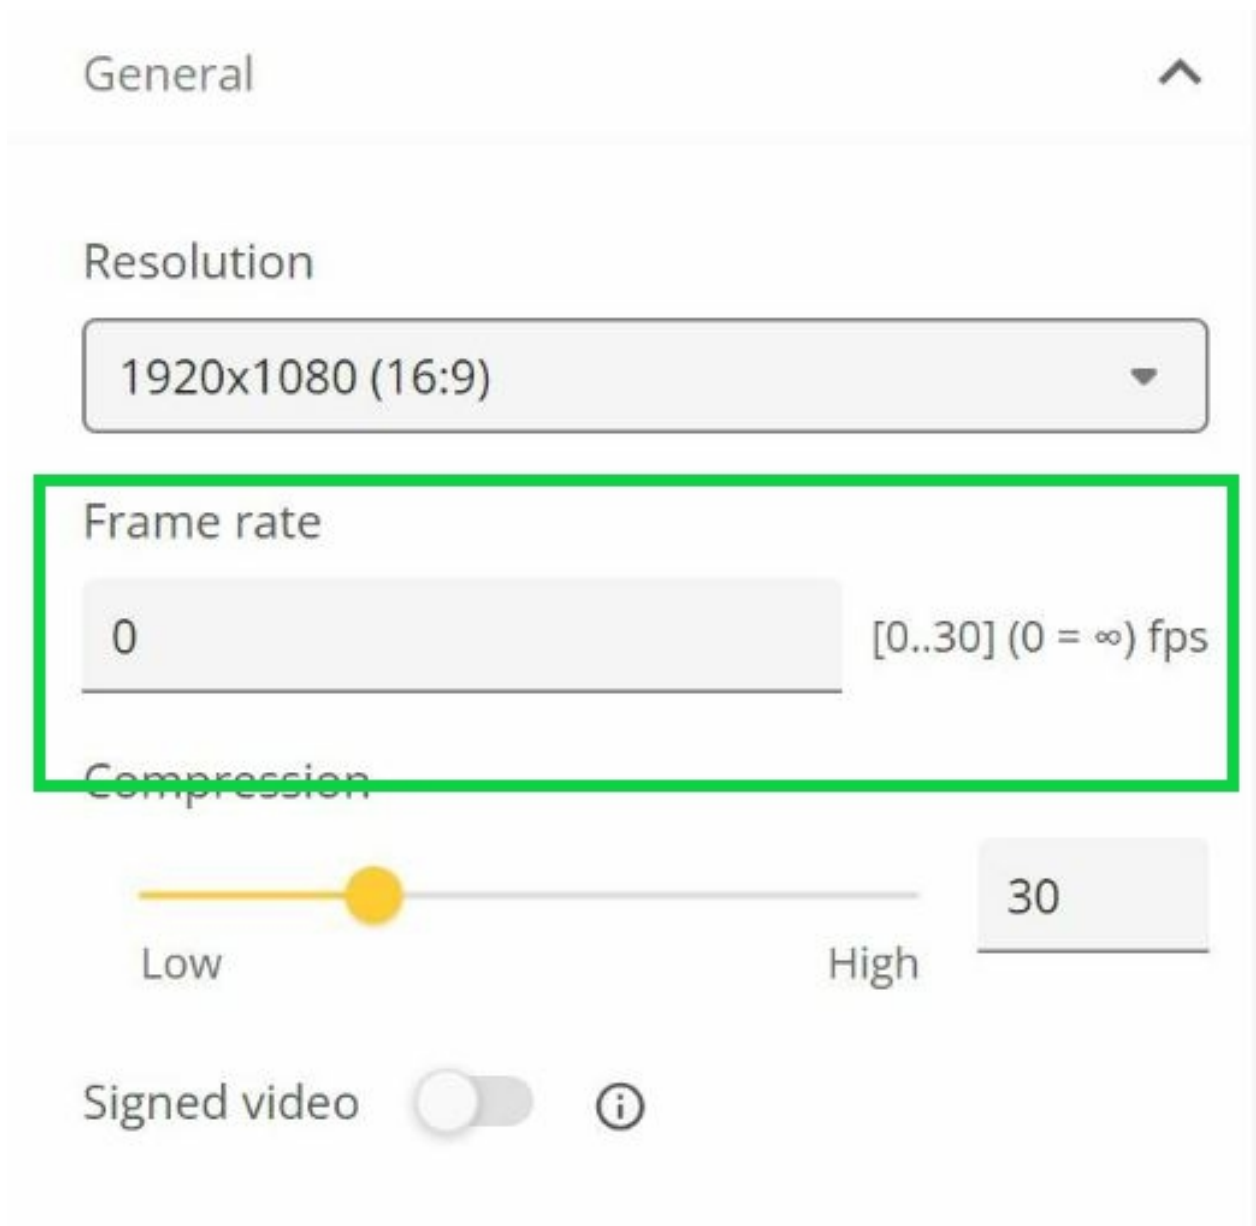 General
Resolution
1920x1080 (16:9)
Frame rate
0
[0..30] (0 = ∞) fps
Compression
30
Low
High
Signed video